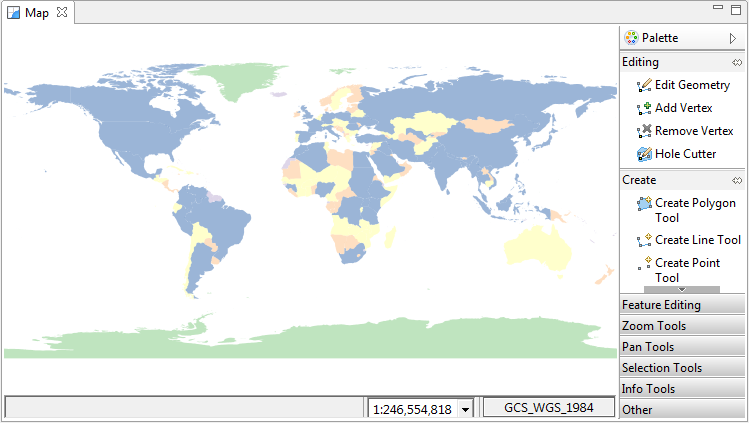 Map
Palette
Editing
Edit Geometry
Add Vertex
Remove Vertex
Hole Cutter
Create
Create Polygon
Tool
Create Line Tool
Create Point
Tool
Feature Editing
Zoom Tools
Pan Tools
Selection Tools
Info Tools
Other
1:246,554,818
GCS_WGS_1984